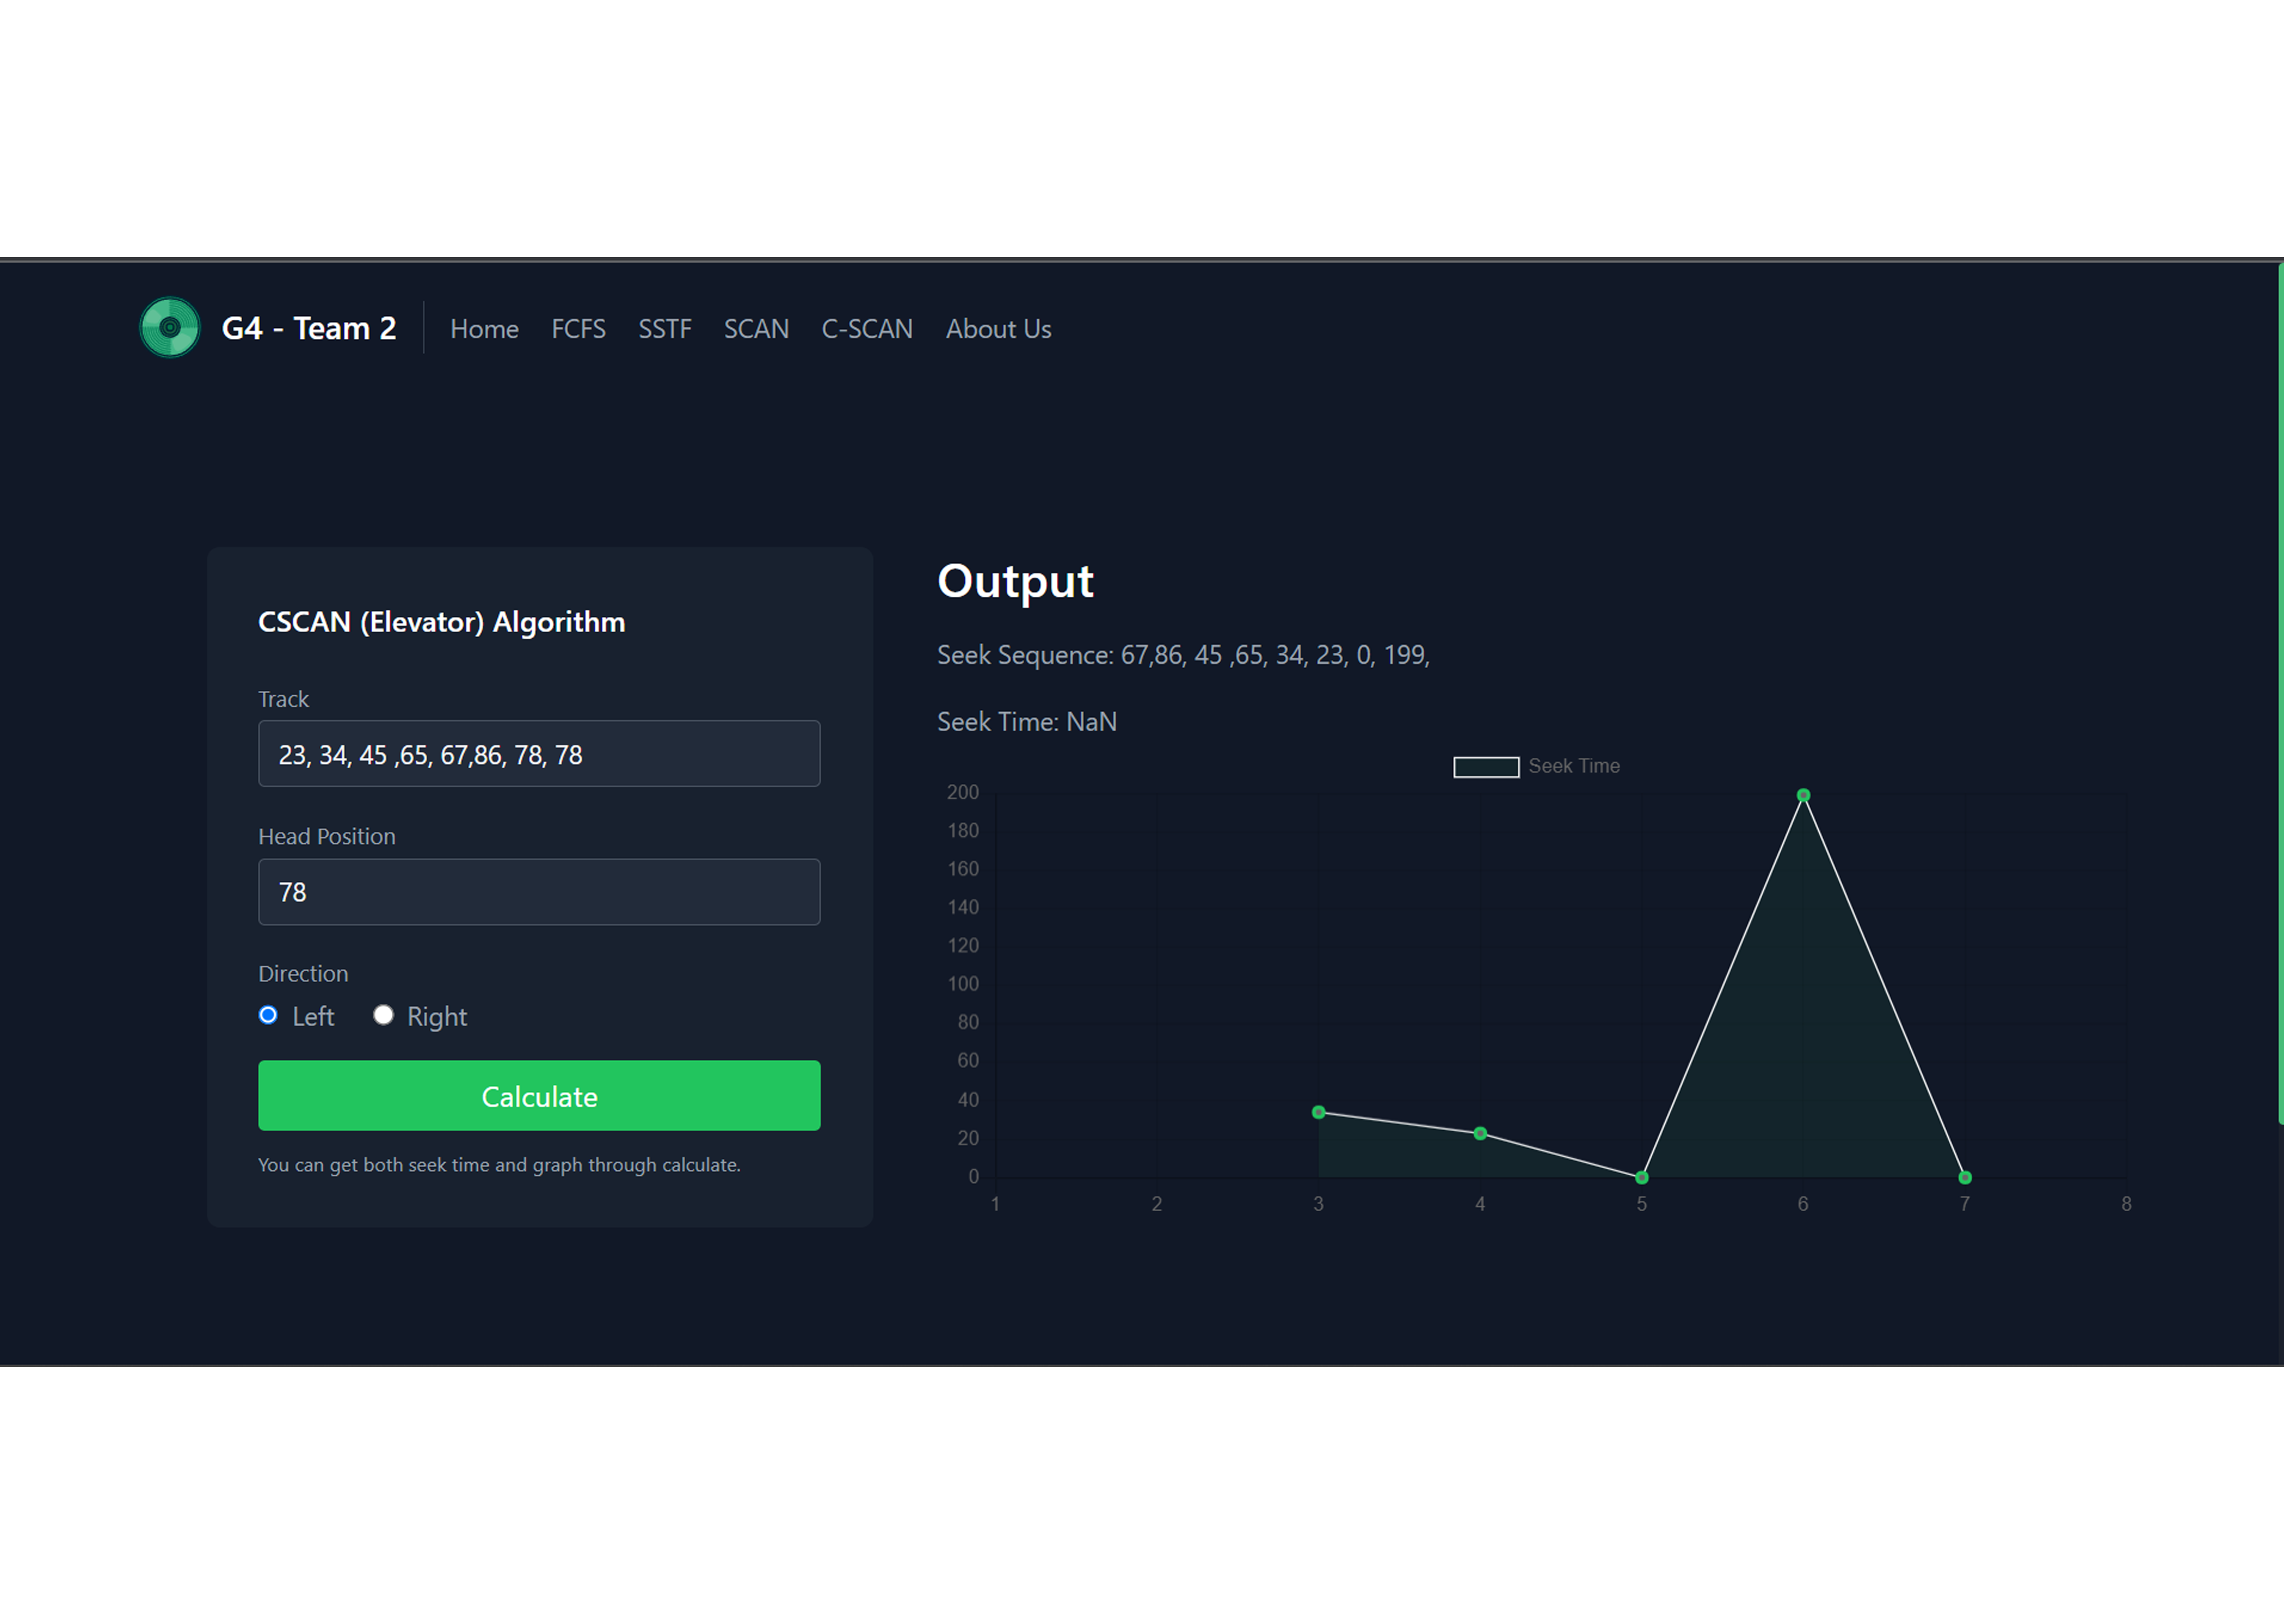 G4 - Team 2
Home FCFS SSTF SCAN C-SCAN About Us
CSCAN (Elevator) Algorithm
Track
23, 34, 45 ,65, 67,86, 78, 78
Head Position
78
Direction
Left Right
Calculate
You can get both seek time and graph through calculate.
Output
Seek Sequence: 67,86, 45 ,65, 34, 23, 0, 199,
Seek Time: NaN
Seek Time
200
180
160
140
120
100
80
60
40
20
0
1 2 3 4 5 6 7 8